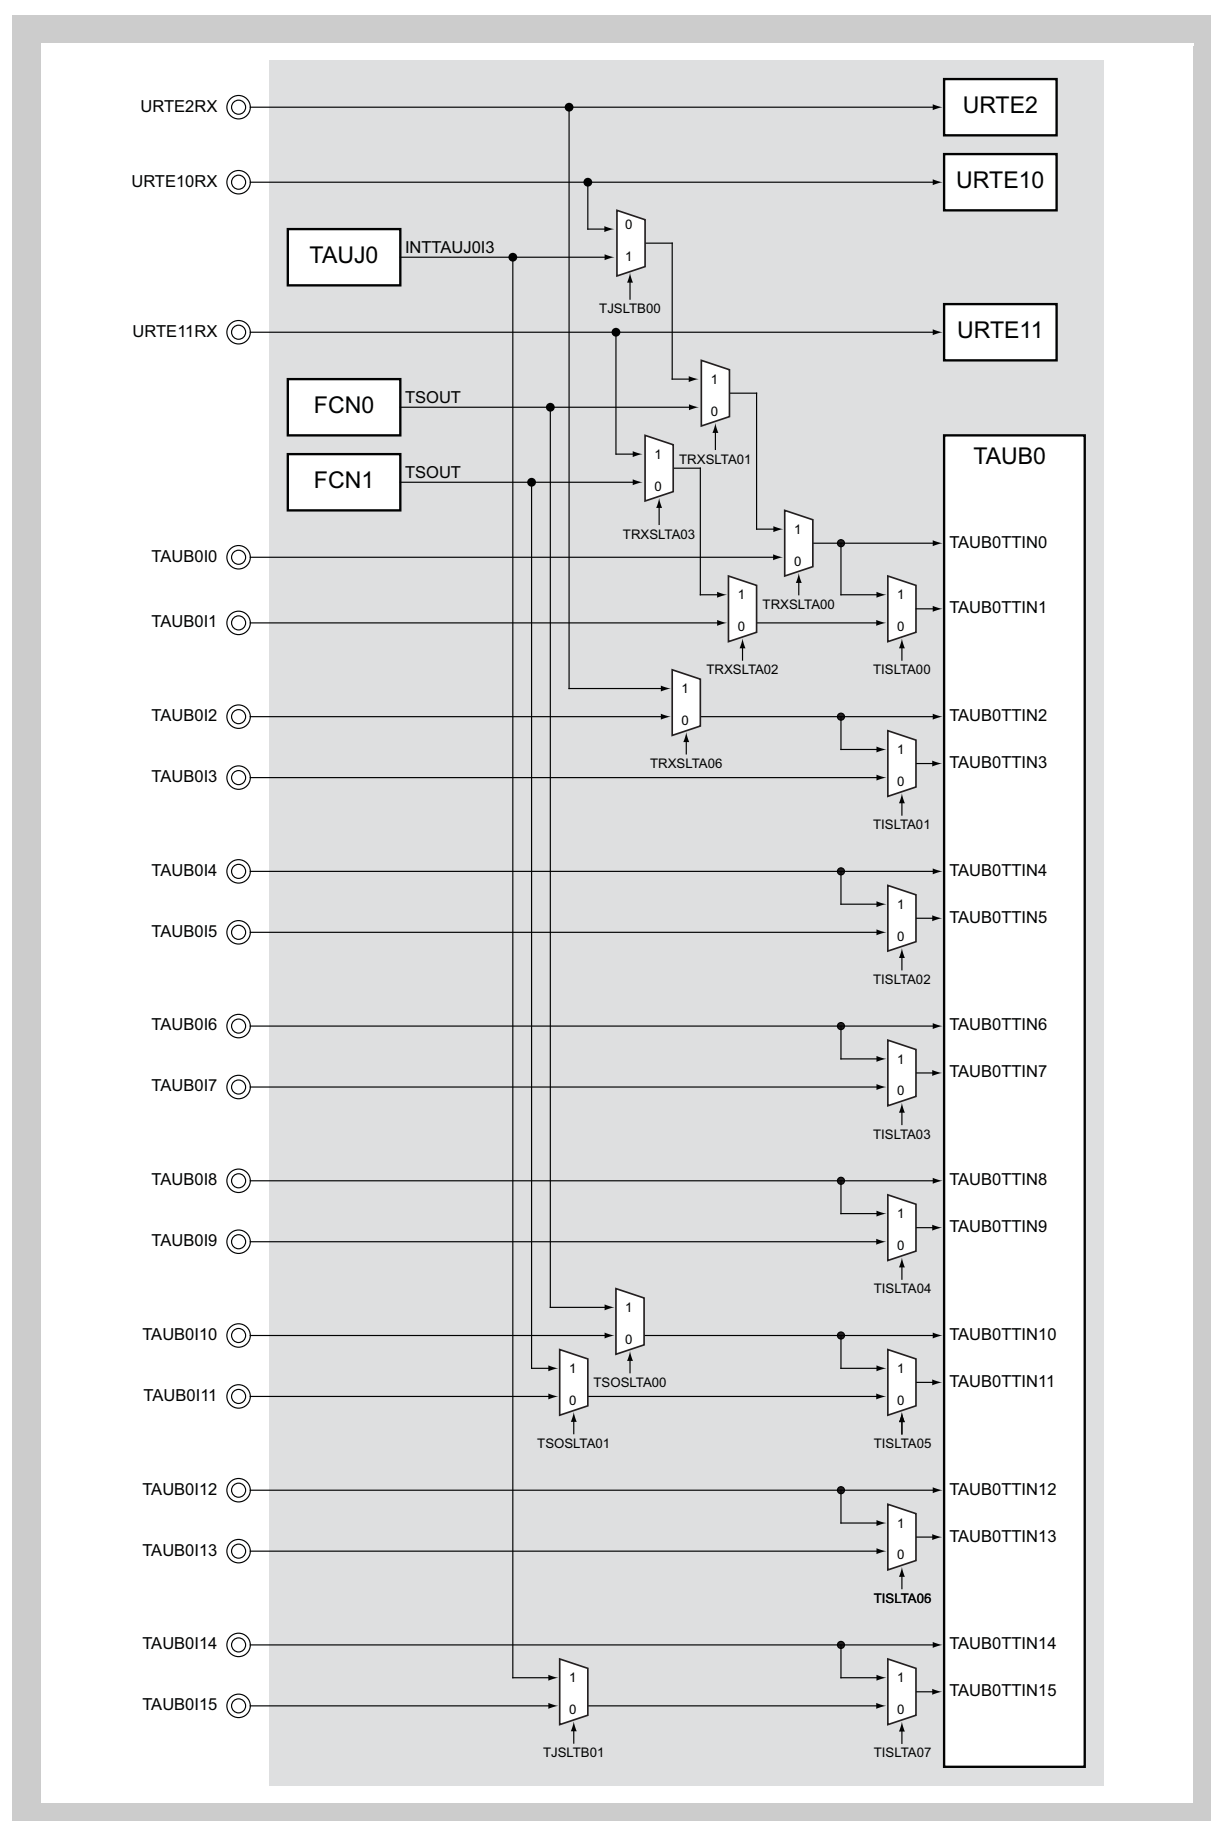 URTE2RX
URTE2
URTE10RX
URTE10
0
TAUJ0
INTTAUJ0I3
1
TJSLTB00
URTE11RX
URTE11
1
FCN0
TSOUT
0
TRXSLTA01
1
FCN1
TSOUT
0
TRXSLTA03
TAUB0
1
TAUB0TTIN0
TAUB0I0
0
TRXSLTA00
1
1
TAUB0TTIN1
TAUB0I1
0
0
TRXSLTA02
TISLTA00
1
TAUB0I2
0
TAUB0TTIN2
TRXSLTA06
1
TAUB0TTIN3
TAUB0I3
0
TISLTA01
TAUB0I4
TAUB0TTIN4
1
TAUB0TTIN5
TAUB0I5
0
TISLTA02
TAUB0I6
TAUB0TTIN6
1
TAUB0TTIN7
TAUB0I7
0
TISLTA03
TAUB0I8
TAUB0TTIN8
1
TAUB0TTIN9
TAUB0I9
0
TISLTA04
1
TAUB0I10
0
TAUB0TTIN10
TSOSLTA00
1
1
TAUB0TTIN11
TAUB0I11
0
0
TSOSLTA01
TISLTA05
TAUB0I12
TAUB0TTIN12
1
TAUB0TTIN13
TAUB0I13
0
TISLTA06
TAUB0I14
TAUB0TTIN14
1
1
TAUB0TTIN15
TAUB0I15
0
0
TJSLTB01
TISLTA07